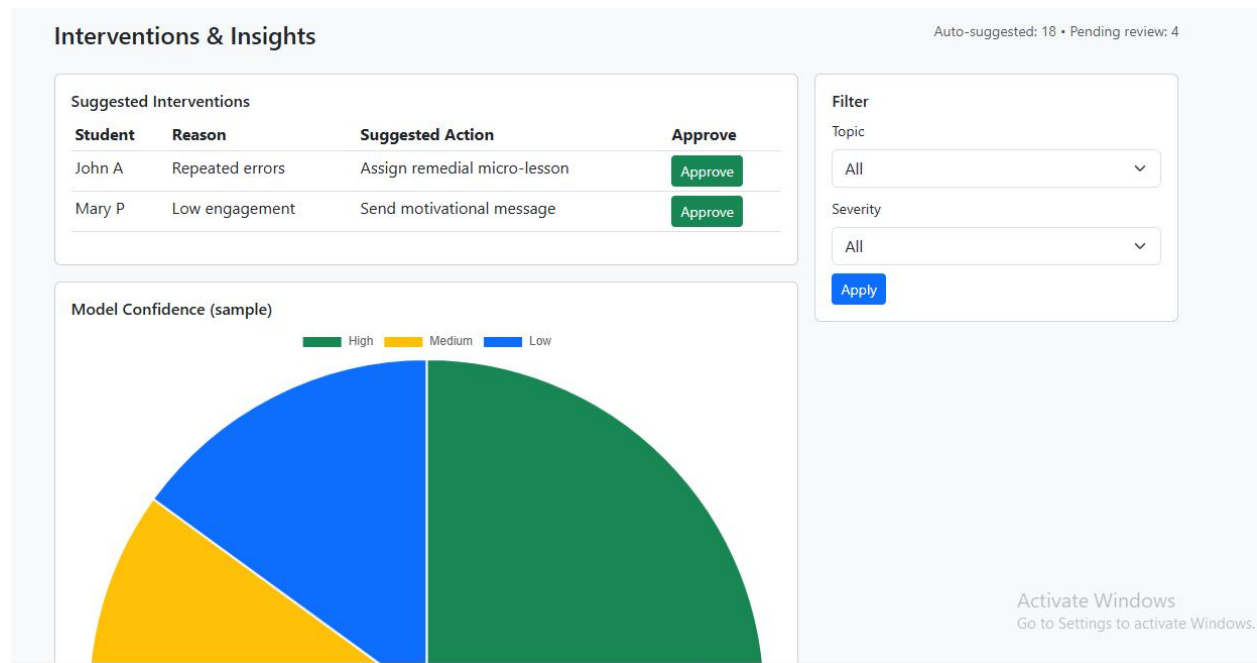 Interventions & Insights
Auto-suggested: 18 • Pending review: 4
Suggested Interventions
Student Reason Suggested Action Approve
John A Repeated errors Assign remedial micro-lesson Approve
Mary P Low engagement Send motivational message Approve
Filter
Topic
All
Severity
All
Apply
Model Confidence (sample)
High Medium Low
Activate Windows
Go to Settings to activate Windows.